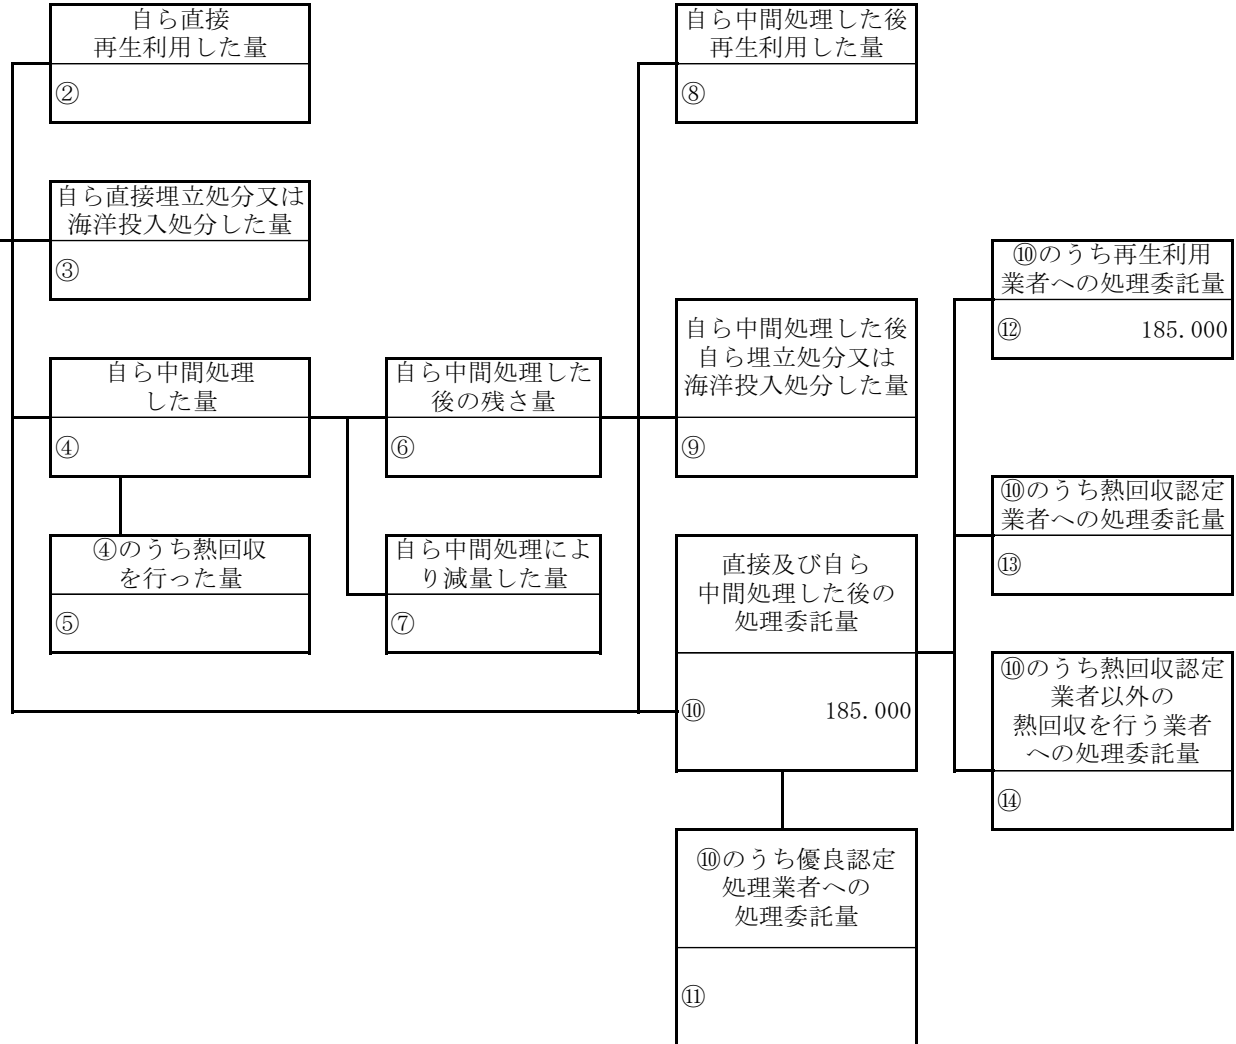 自ら直接
再生利用した量
②
自ら直接埋立処分又は
海洋投入処分した量
③
自ら中間処理
した量
④
④のうち熱回収
を行った量
⑤
自ら中間処理した
後の残さ量
⑥
自ら中間処理によ
り減量した量
⑦
自ら中間処理した後
再生利用した量
⑧
自ら中間処理した後
自ら埋立処分又は
海洋投入処分した量
⑨
直接及び自ら
中間処理した後の
処理委託量
⑩ 185.000
⑩のうち優良認定
処理業者への
処理委託量
⑪
⑩のうち再生利用
業者への処理委託量
⑫ 185.000
⑩のうち熱回収認定
業者への処理委託量
⑬
⑩のうち熱回収認定
業者以外の
熱回収を行う業者
への処理委託量
⑭